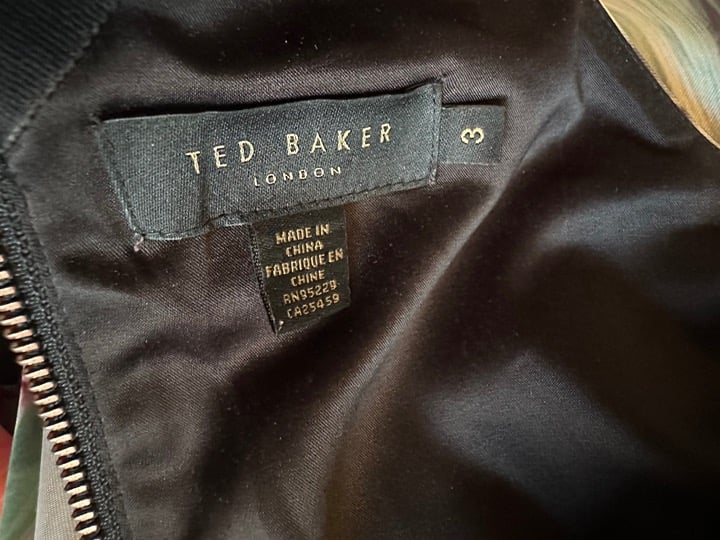 TED BAKER
LONDON
3
MADE IN
CHINA
FABRIQUE EN
CHINE
RN95229
CA25459